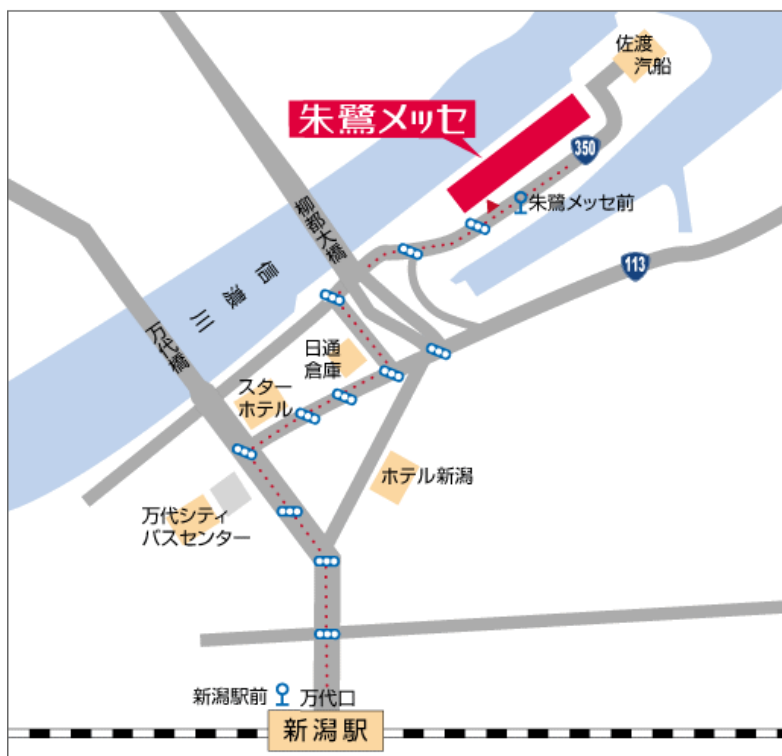 佐渡
汽船
朱鷺メッセ
350
朱鷺メッセ前
柳都大橋
113
信濃川
万代橋
日通
倉庫
スター
ホテル
ホテル新潟
万代シティ
バスセンター
新潟駅前
万代口
新潟駅